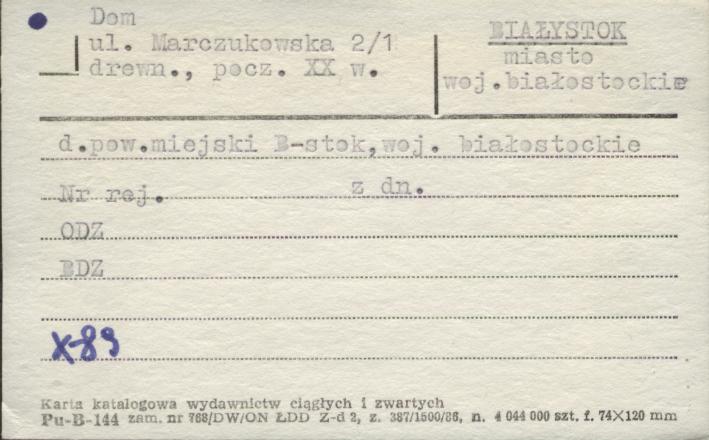 Dom
ul. Marczukowska 2/1
drewn., pocz. XX w.
BIAŁYSTOK
miasto
woj.białostockie
d.pow.miejski B-stok,woj. białostockie
Nr rej. z dn.
ODZ
BDZ
X-89
Karta katalogowa wydawnictw ciągłych i zwartych
Pu-B-144 zam. nr 768/DW/ON ŁDD Z-d 2, z. 387/1500/86, n. 4 044 000 szt. f. 74×120 mm